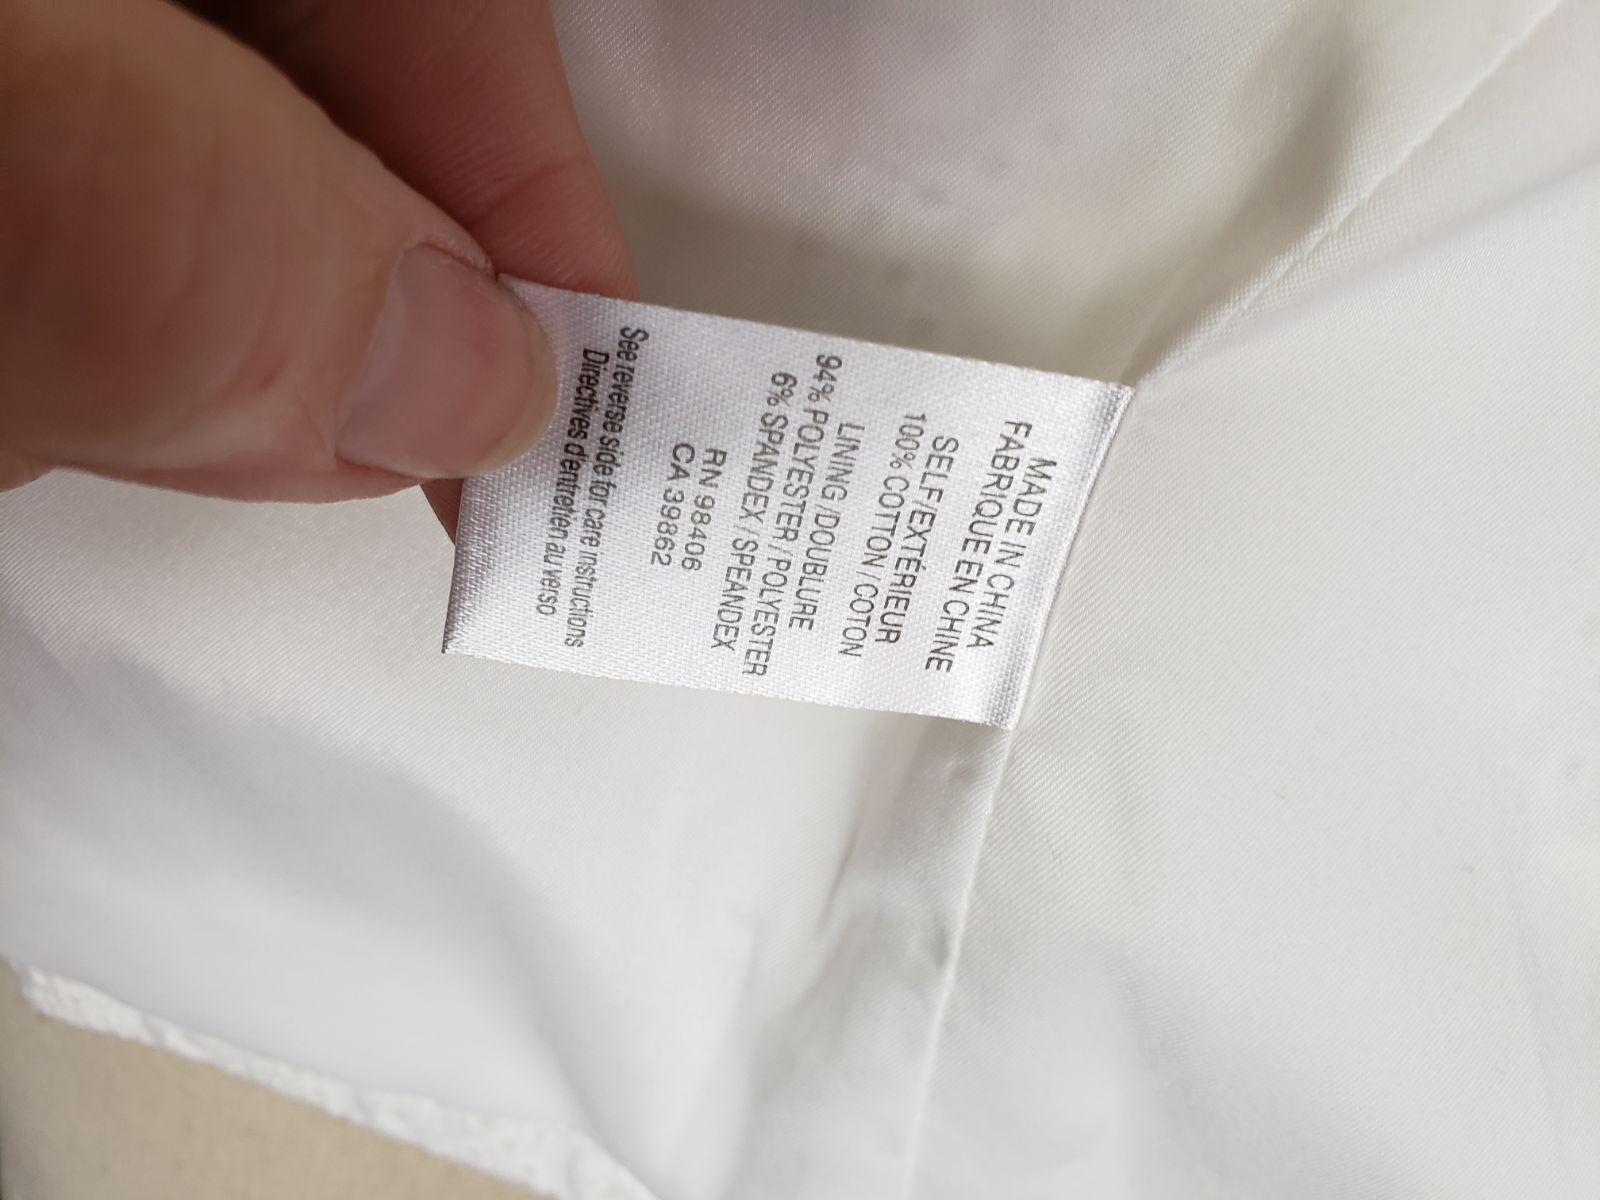 MADE IN CHINA
FABRIQUE EN CHINE
SELF/EXTÉRIEUR
100% COTTON / COTON
LINING / DOUBLURE
94% POLYESTER / POLYESTER
6% SPANDEX / SPEANDEX
RN 98406
CA 39862
See reverse side for care instructions
Directives d'entretien au verso